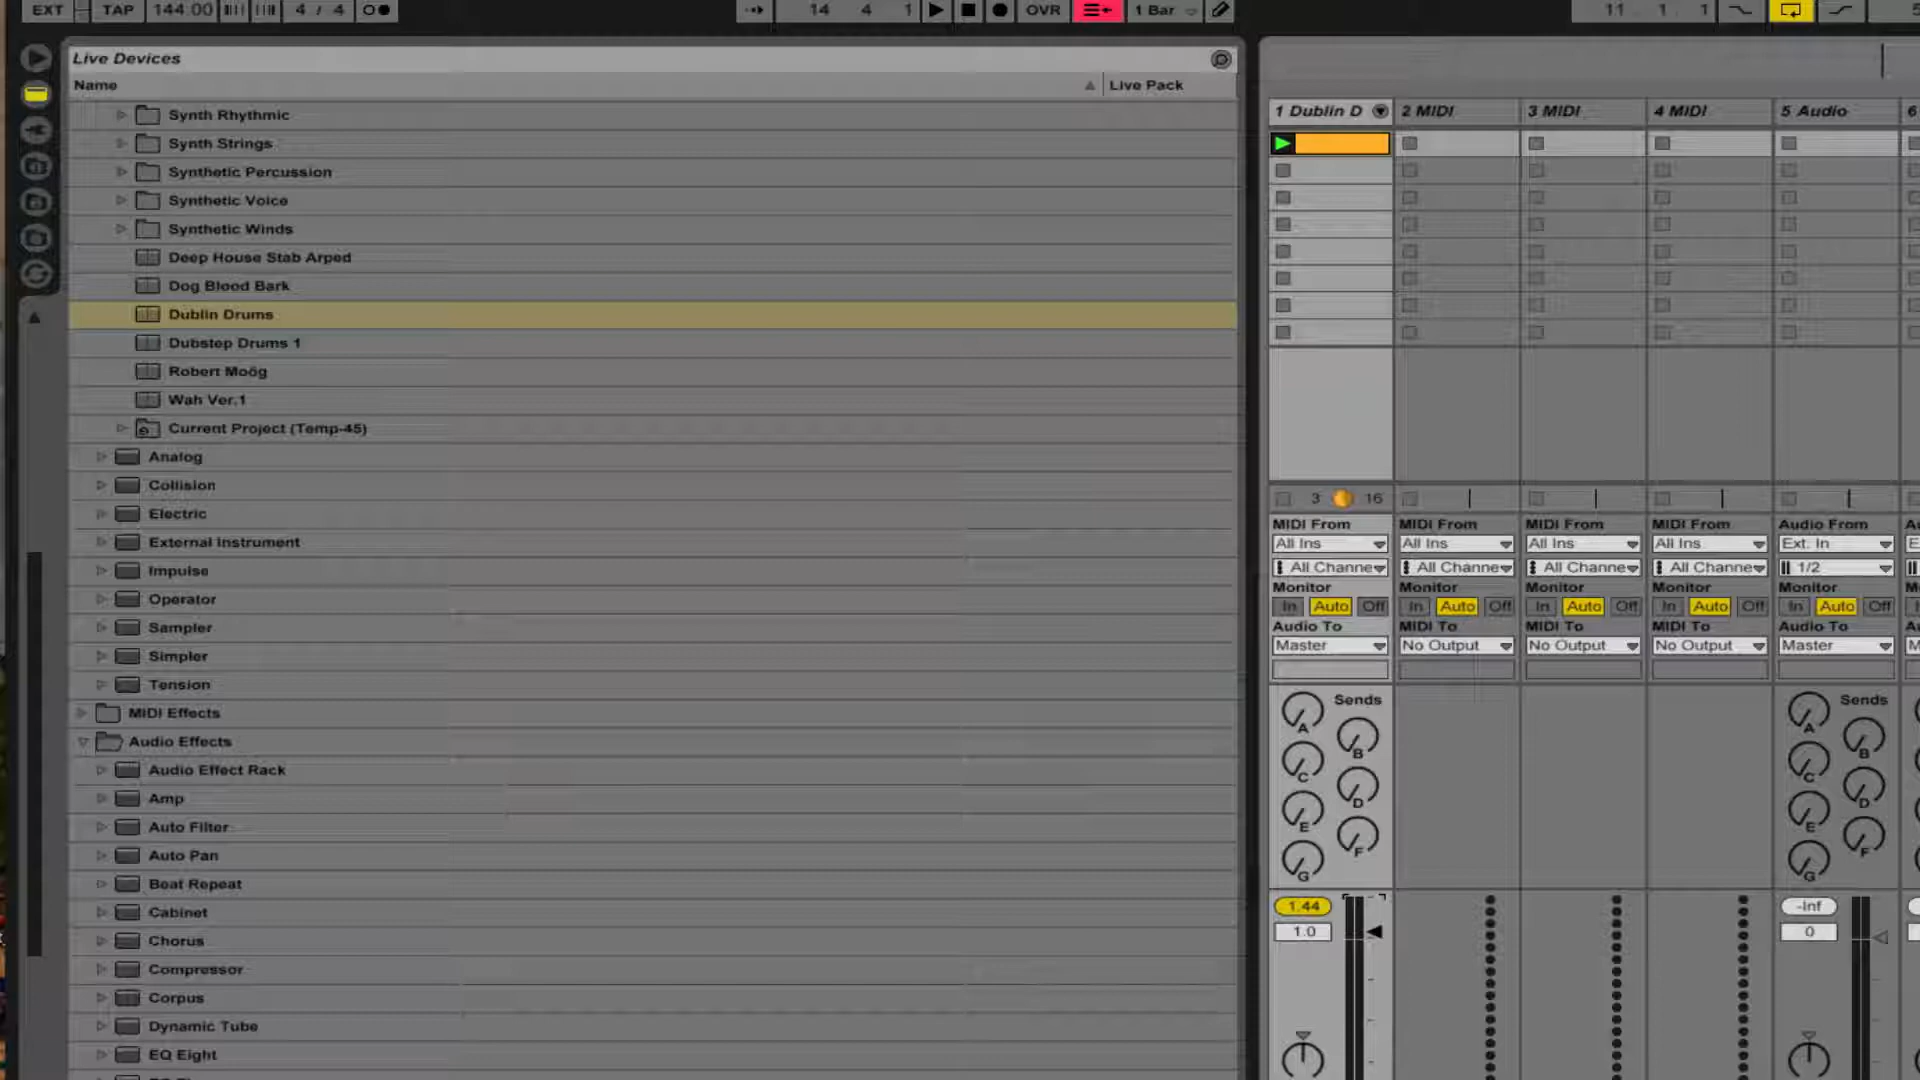 EXT TAP 144.00 4 / 4 14 4 1 OVR 1 Bar 11 1 1
Live Devices
Name Live Pack
Synth Rhythmic
Synth Strings
Synthetic Percussion
Synthetic Voice
Synthetic Winds
Deep House Stab Arped
Dog Blood Bark
Dublin Drums
Dubstep Drums 1
Robert Moög
Wah Ver.1
Current Project (Temp-45)
Analog
Collision
Electric
External Instrument
Impulse
Operator
Sampler
Simpler
Tension
MIDI Effects
Audio Effects
Audio Effect Rack
Amp
Auto Filter
Auto Pan
Beat Repeat
Cabinet
Chorus
Compressor
Corpus
Dynamic Tube
EQ Eight
1 Dublin D 2 MIDI 3 MIDI 4 MIDI 5 Audio 6
3 16
MIDI From MIDI From MIDI From MIDI From Audio From
All Ins All Ins All Ins All Ins Ext. In
All Channe All Channe All Channe All Channe 1/2
Monitor Monitor Monitor Monitor Monitor
In Auto Off In Auto Off In Auto Off In Auto Off In Auto Off
Audio To MIDI To MIDI To MIDI To Audio To
Master No Output No Output No Output Master
Sends Sends
A B A B
C D C D
E F E F
G G
1.44 -Inf
1.0 0